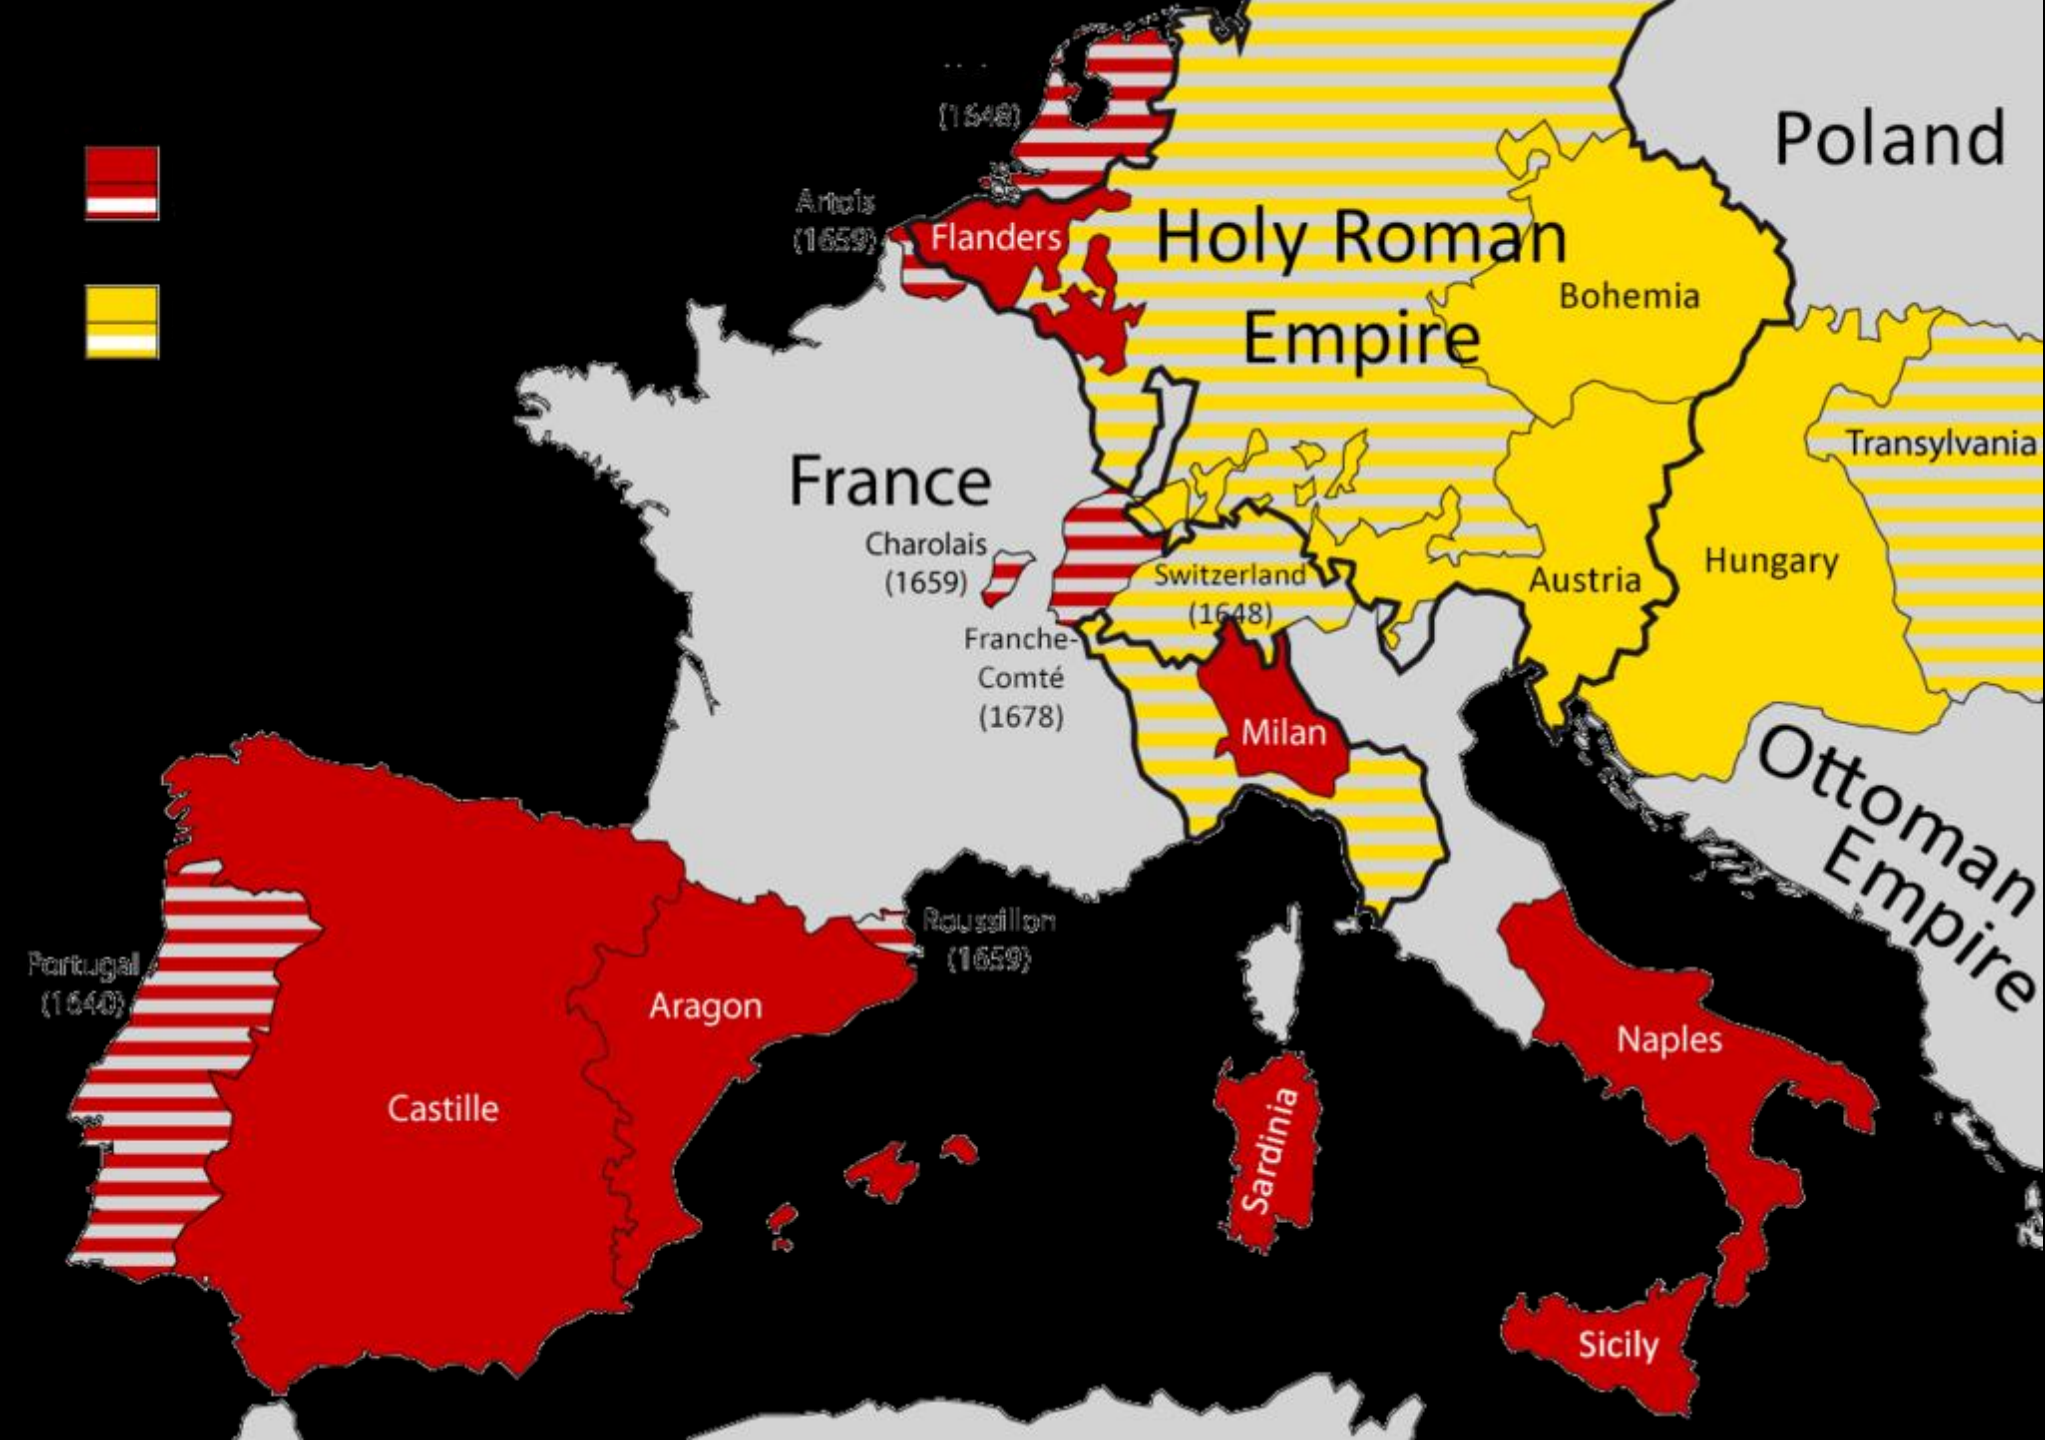 (1648)
Poland
Artois
(1659)
Flanders
Holy Roman
Empire
Bohemia
Transylvania
France
Charolais
(1659)
Switzerland
(1648)
Hungary
Austria
Franche-
Comté
(1678)
Milan
Ottoman
Empire
Roussillon
(1659)
Portugal
(1640)
Aragon
Naples
Castille
Sardinia
Sicily